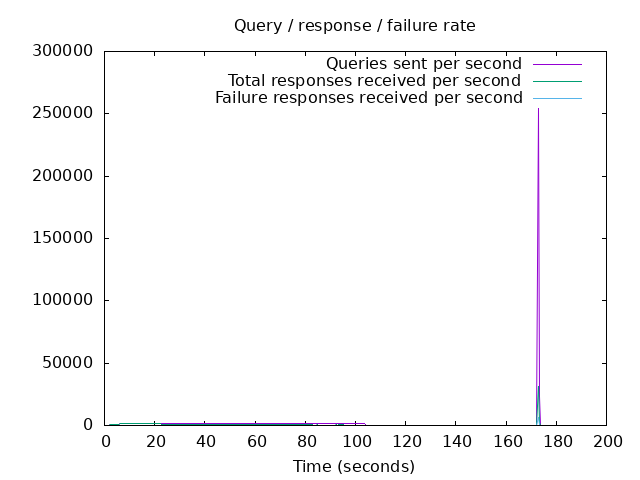 Query / response / failure rate
Queries sent per second
Total responses received per second
Failure responses received per second
300000
250000
200000
150000
100000
50000
0
0 20 40 60 80 100 120 140 160 180 200
Time (seconds)